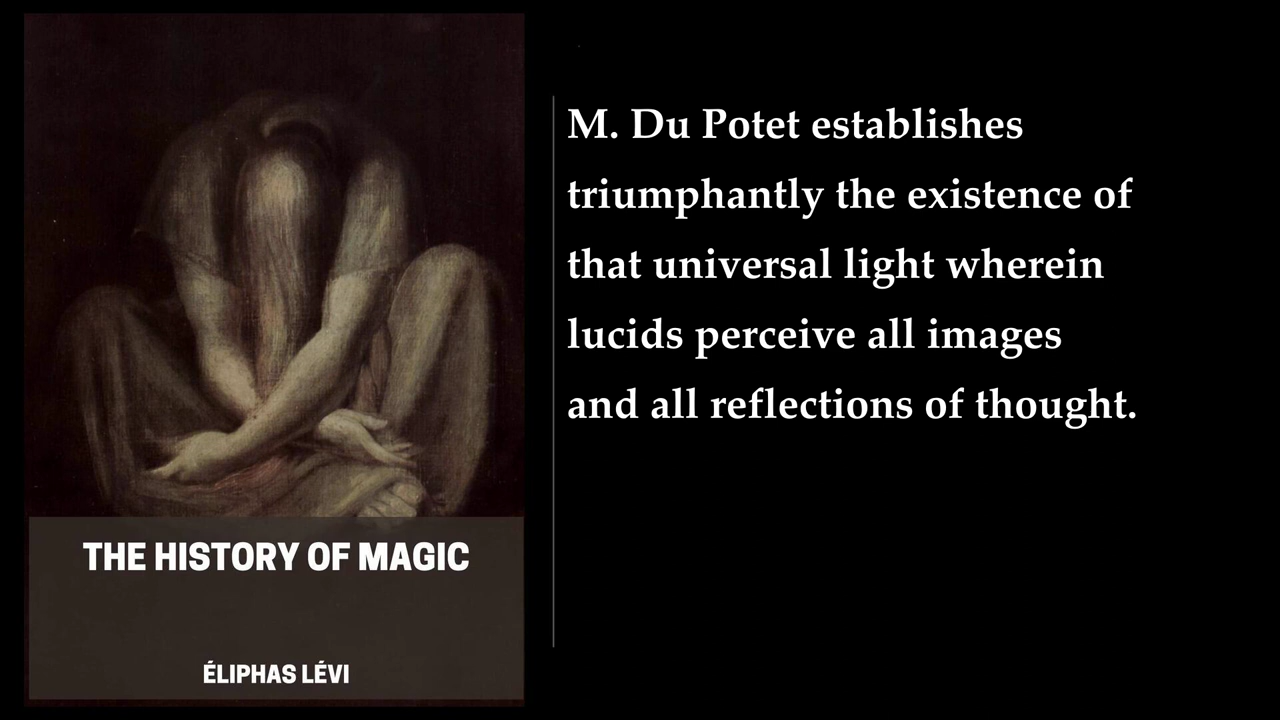 THE HISTORY OF MAGIC
ÉLIPHAS LÉVI
M. Du Potet establishes
triumphantly the existence of
that universal light wherein
lucids perceive all images
and all reflections of thought.